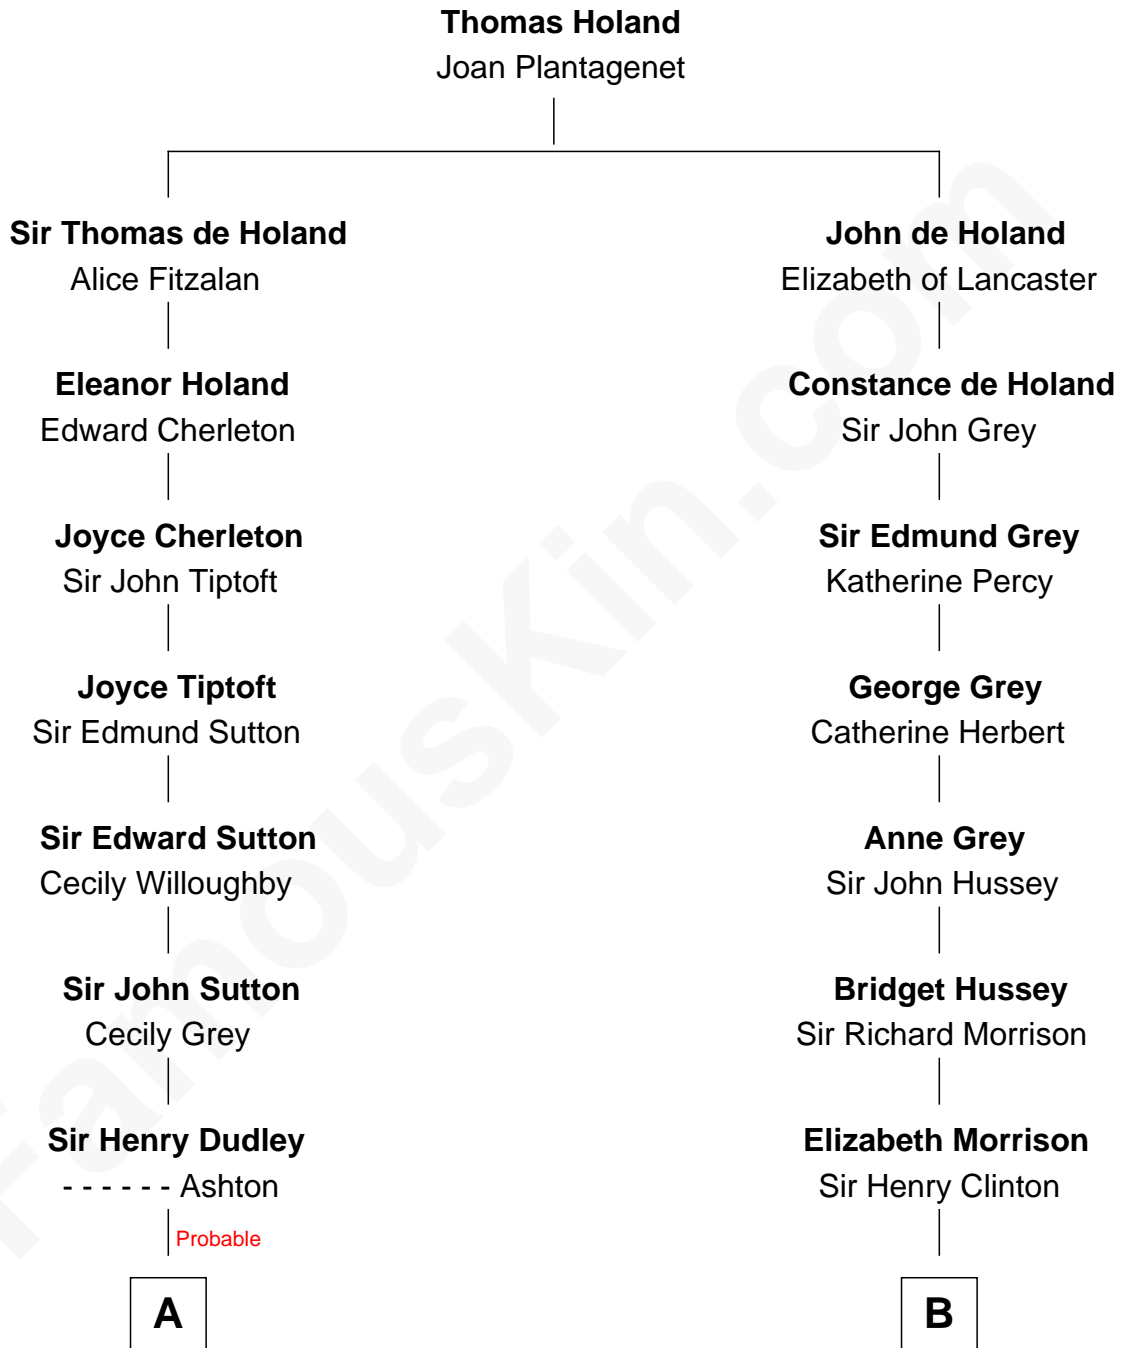 Thomas Holand
Joan Plantagenet
Sir Thomas de Holand
Alice Fitzalan
John de Holand
Elizabeth of Lancaster
Eleanor Holand
Edward Cherleton
Constance de Holand
Sir John Grey
Joyce Cherleton
Sir John Tiptoft
Sir Edmund Grey
Katherine Percy
Joyce Tiptoft
Sir Edmund Sutton
George Grey
Catherine Herbert
Sir Edward Sutton
Cecily Willoughby
Anne Grey
Sir John Hussey
Sir John Sutton
Cecily Grey
Bridget Hussey
Sir Richard Morrison
Sir Henry Dudley
- - - - - - Ashton
Elizabeth Morrison
Sir Henry Clinton
Probable
A
B
FamousKin.com